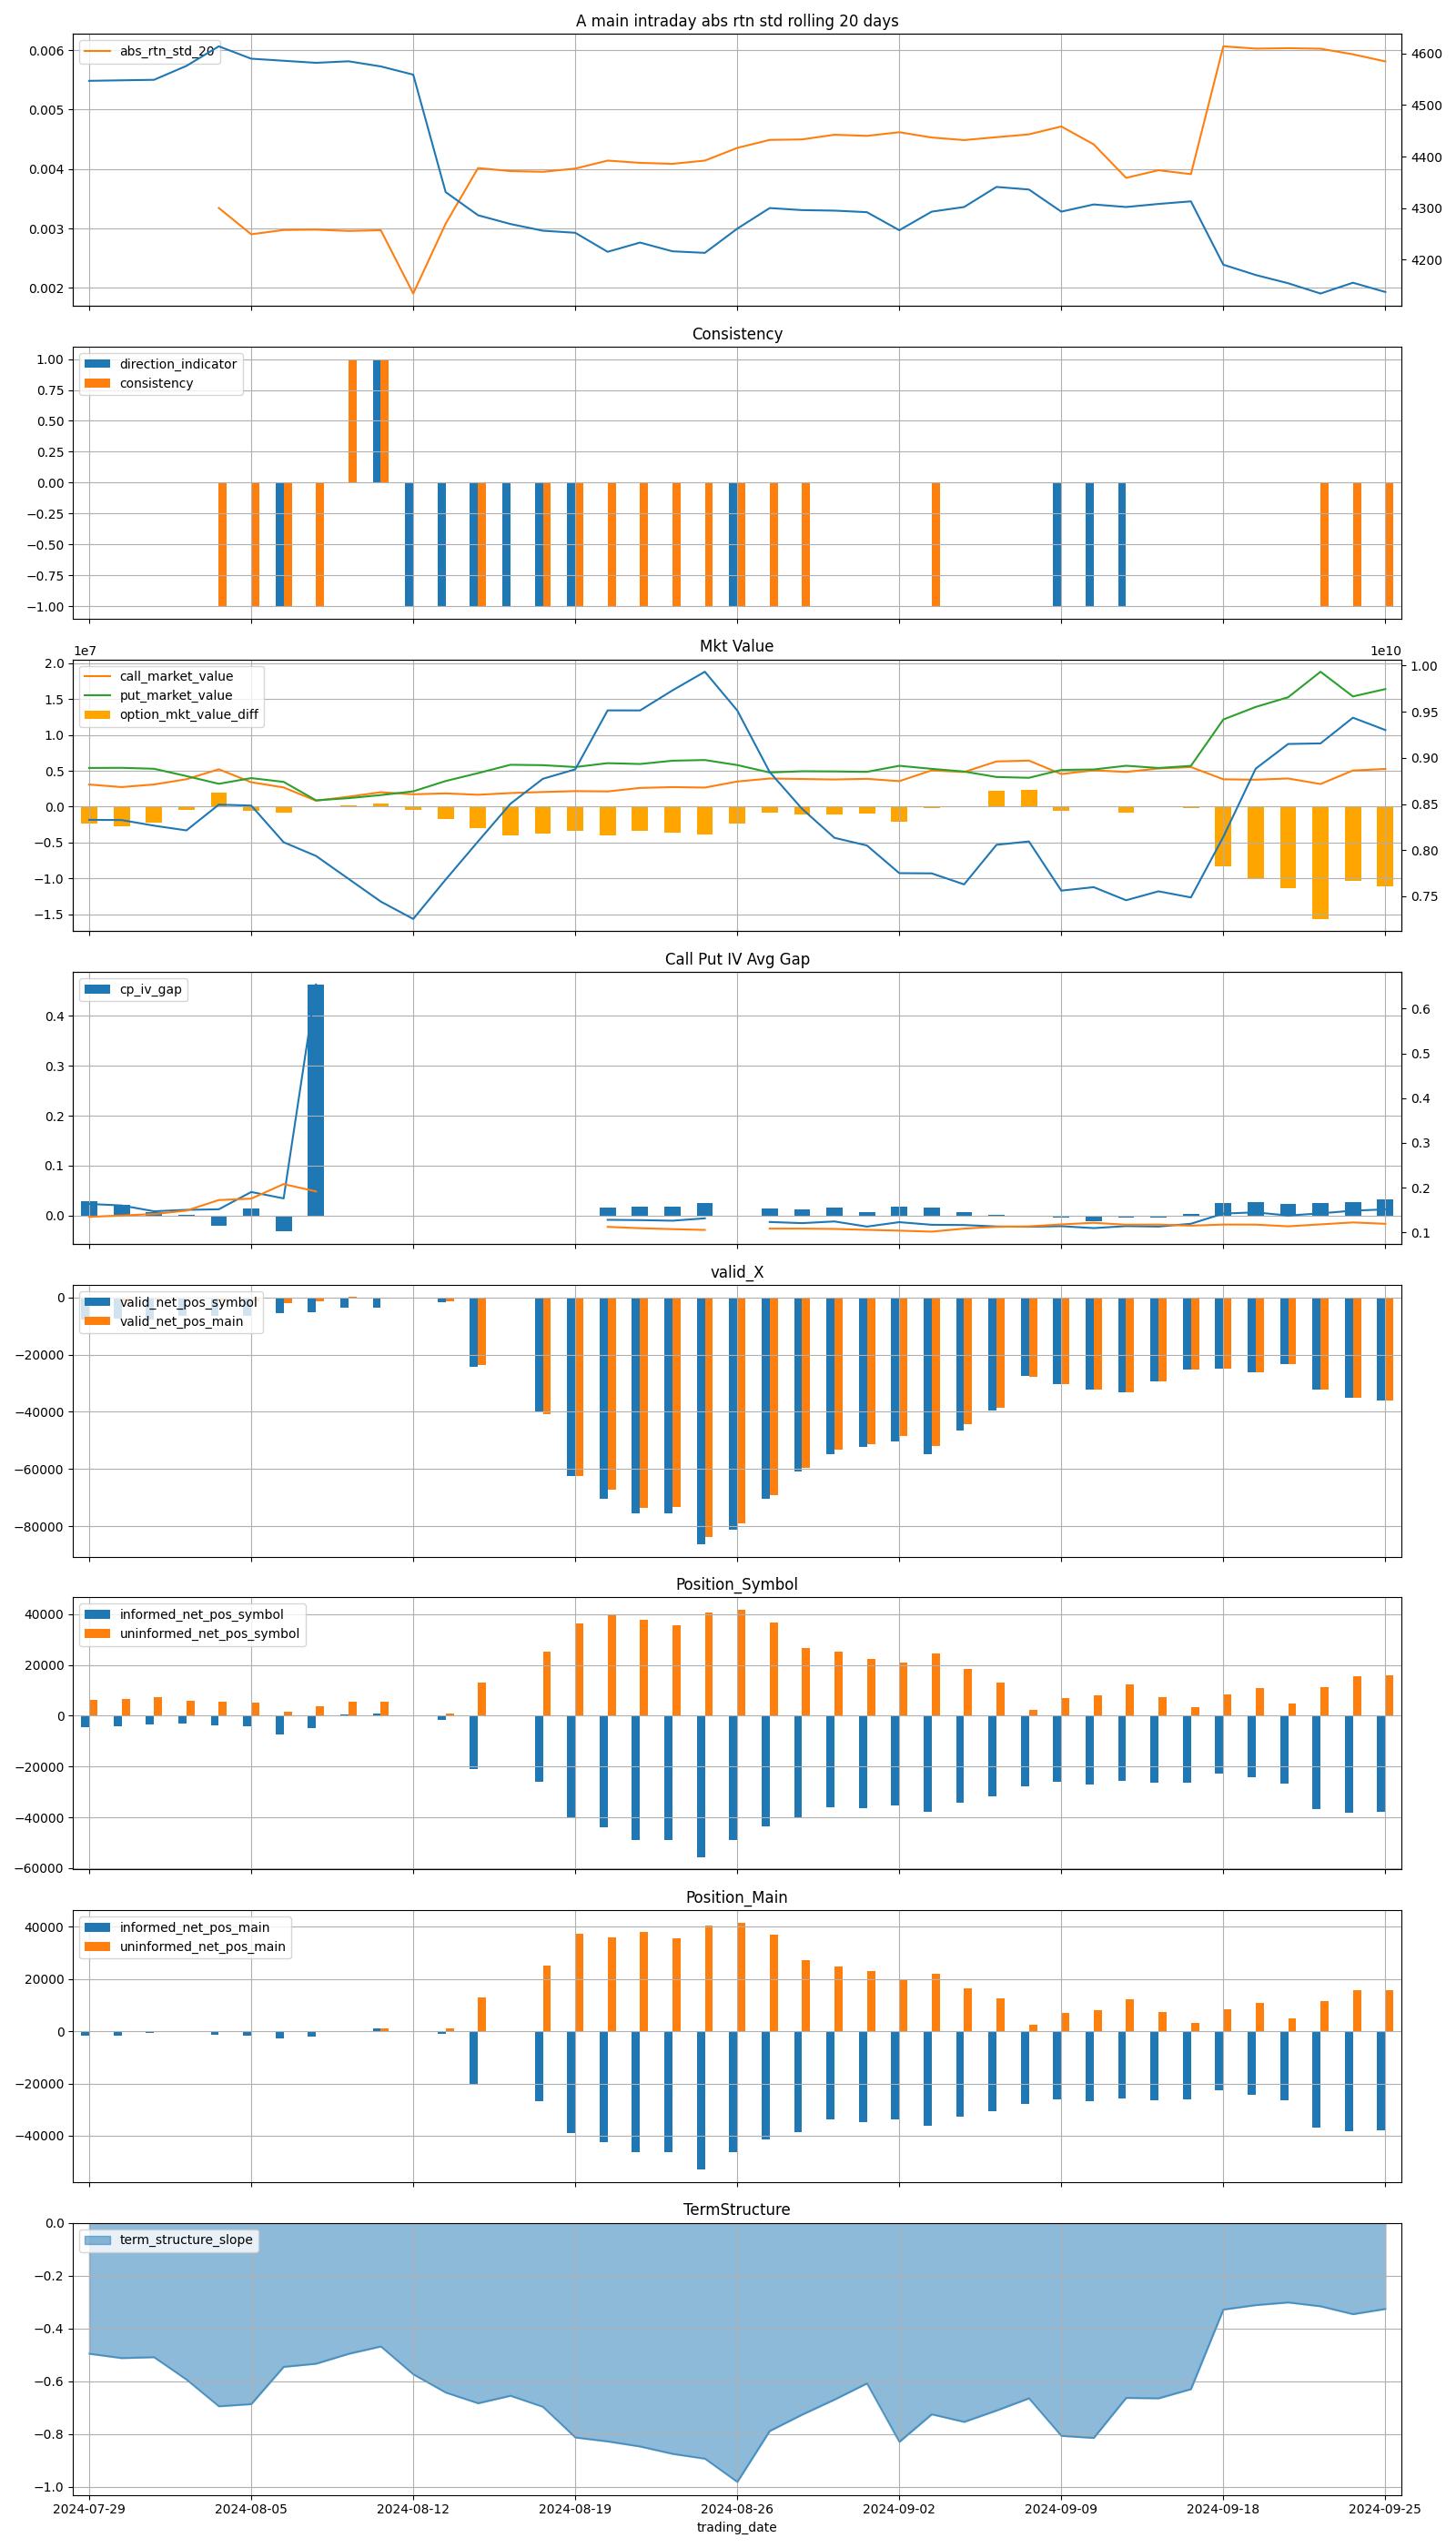 A main intraday abs rtn std rolling 20 days
abs_rtn_std_20
0.006
0.005
0.004
0.003
0.002
4600
4500
4400
4300
4200
Consistency
direction_indicator
consistency
1.00
0.75
0.50
0.25
0.00
−0.25
−0.50
−0.75
−1.00
Mkt Value
1e7
1e10
call_market_value
put_market_value
option_mkt_value_diff
2.0
1.5
1.0
0.5
0.0
−0.5
−1.0
−1.5
1.00
0.95
0.90
0.85
0.80
0.75
Call Put IV Avg Gap
cp_iv_gap
0.4
0.3
0.2
0.1
0.0
0.6
0.5
0.4
0.3
0.2
0.1
valid_X
valid_net_pos_symbol
valid_net_pos_main
0
−20000
−40000
−60000
−80000
Position_Symbol
informed_net_pos_symbol
uninformed_net_pos_symbol
40000
20000
0
−20000
−40000
−60000
Position_Main
informed_net_pos_main
uninformed_net_pos_main
40000
20000
0
−20000
−40000
TermStructure
term_structure_slope
0.0
−0.2
−0.4
−0.6
−0.8
−1.0
2024-07-29 2024-08-05 2024-08-12 2024-08-19 2024-08-26 2024-09-02 2024-09-09 2024-09-18 2024-09-25
trading_date